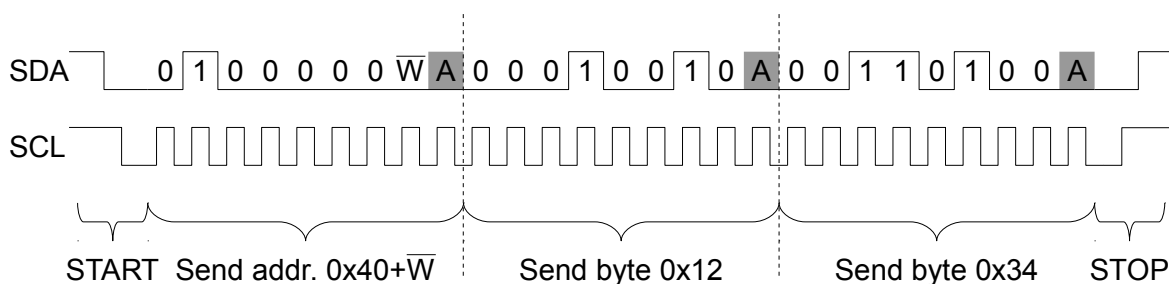 SDA 0 1 0 0 0 0 0 W̅ A 0 0 0 1 0 0 1 0 A 0 0 1 1 0 1 0 0 A
SCL
START Send addr. 0x40+W̅ Send byte 0x12 Send byte 0x34 STOP